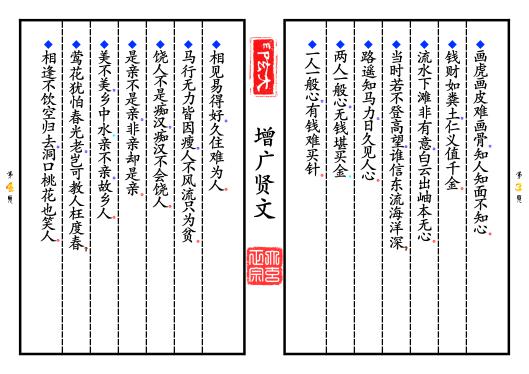 画虎画皮难画骨，知人知面不知心。
钱财如粪土，仁义值千金。
流水下滩非有意，白云出岫本无心。
当时若不登高望，谁信东流海洋深，
路遥知马力，日久见人心。
两人一般心，无钱堪买金
一人一般心，有钱难买针。
增广贤文
相见易得好，久住难为人。
马行无力皆因瘦，人不风流只为贫。
饶人不是痴汉，痴汉不会饶人。
是亲不是亲，非亲却是亲。
美不美，乡中水，亲不亲，故乡人。
莺花犹怕春光老，岂可教人枉度春，
相逢不饮空归去，洞口桃花也笑人。